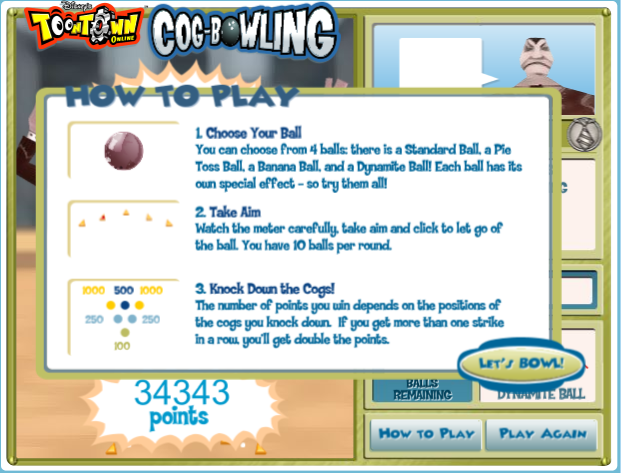 Disney's
TOONTOWN
ONLINE
COG-BOWLING
HOW TO PLAY
1. Choose Your Ball
You can choose from 4 balls: there is a Standard Ball, a Pie
Toss Ball, a Banana Ball, and a Dynamite Ball! Each ball has its
own special effect - so try them all!
2. Take Aim
Watch the meter carefully, take aim and click to let go of
the ball. You have 10 balls per round.
1000 500 1000
250 250
100
3. Knock Down the Cogs!
The number of points you win depends on the positions of
the cogs you knock down. If you get more than one strike
in a row, you'll get double the points.
LET'S BOWL!
34343
points
BALLS
REMAINING
DYNAMITE BALL
HOW TO PLAY
PLAY AGAIN